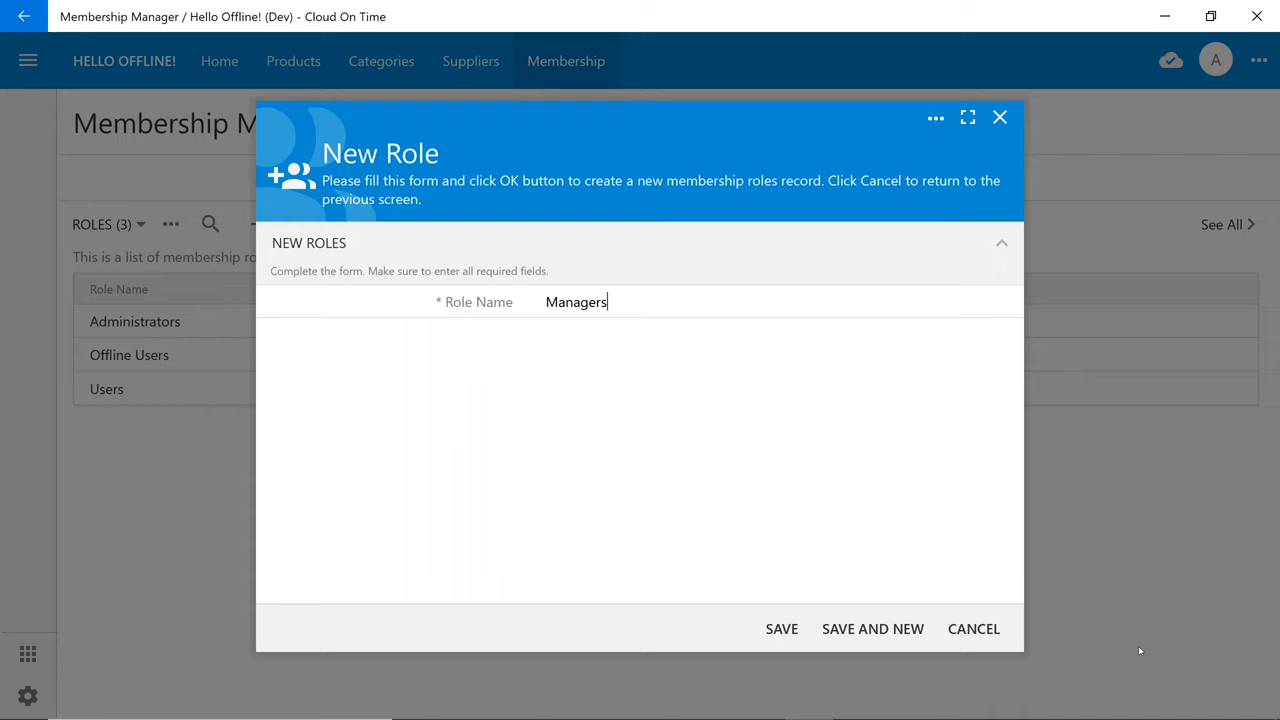 Membership Manager / Hello Offline! (Dev) - Cloud On Time
HELLO OFFLINE! Home Products Categories Suppliers Membership A
Membership M
New Role
Please fill this form and click OK button to create a new membership roles record. Click Cancel to return to the
previous screen.
ROLES (3) See All
NEW ROLES
This is a list of membership ro
Complete the form. Make sure to enter all required fields.
Role Name
* Role Name Managers
Administrators
Offline Users
Users
SAVE SAVE AND NEW CANCEL